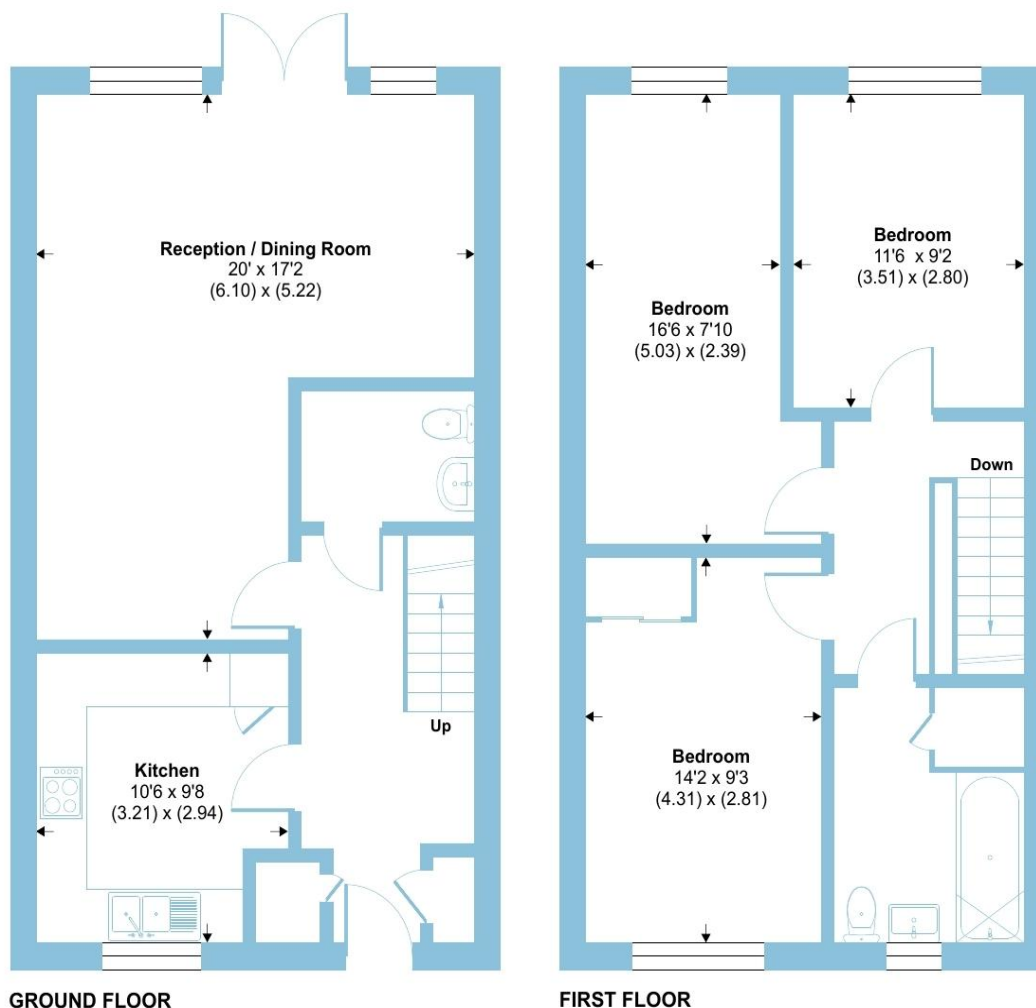 Reception / Dining Room
20' x 17'2
(6.10) x (5.22)
Kitchen
10'6 x 9'8
(3.21) x (2.94)
Up
GROUND FLOOR
Bedroom
16'6 x 7'10
(5.03) x (2.39)
Bedroom
11'6 x 9'2
(3.51) x (2.80)
Down
Bedroom
14'2 x 9'3
(4.31) x (2.81)
FIRST FLOOR